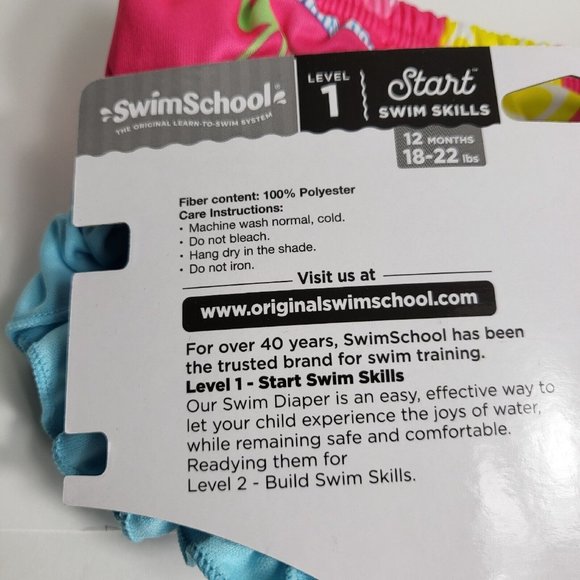 SwimSchool®
THE ORIGINAL LEARN-TO-SWIM SYSTEM
LEVEL
1
Start™
SWIM SKILLS
12 MONTHS
18-22 lbs
Fiber content: 100% Polyester
Care Instructions:
• Machine wash normal, cold.
• Do not bleach.
• Hang dry in the shade.
• Do not iron.
Visit us at
www.originalswimschool.com
For over 40 years, SwimSchool has been
the trusted brand for swim training.
Level 1 - Start Swim Skills
Our Swim Diaper is an easy, effective way to
let your child experience the joys of water,
while remaining safe and comfortable.
Readying them for
Level 2 - Build Swim Skills.